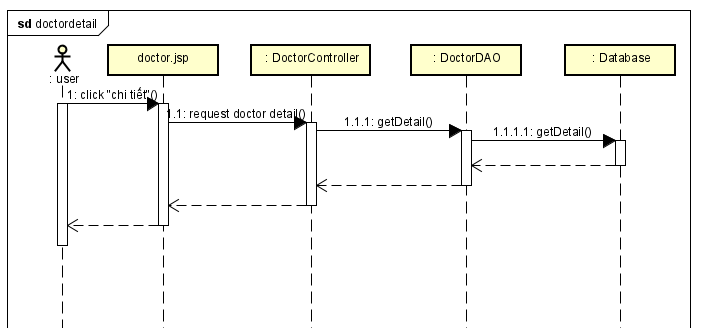 sd doctordetail
: user
doctor.jsp
: DoctorController
: DoctorDAO
: Database
1: click "chi tiết"()
1.1: request doctor detail()
1.1.1: getDetail()
1.1.1.1: getDetail()